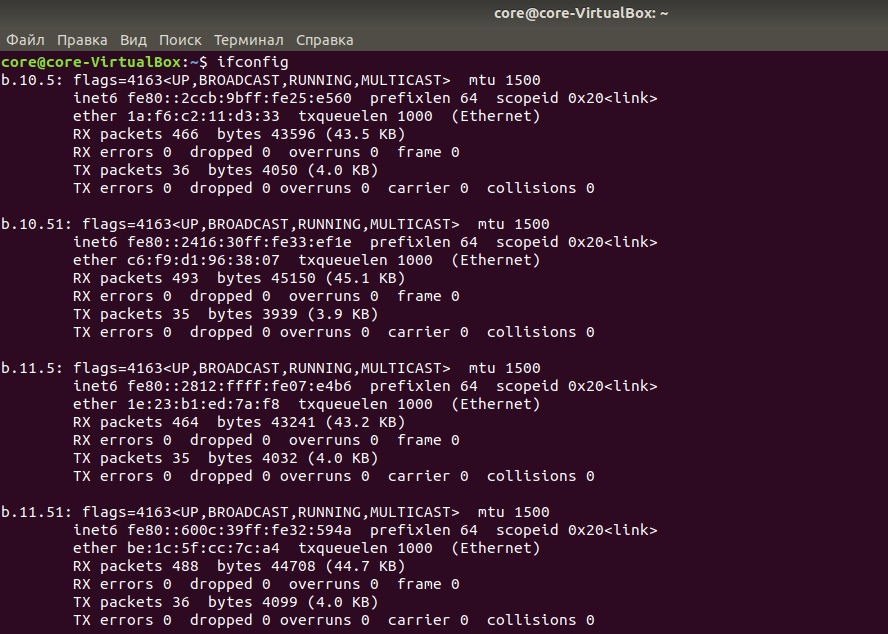 core@core-VirtualBox: ~
Файл Правка Вид Поиск Терминал Справка
core@core-VirtualBox:~$ ifconfig
b.10.5: flags=4163<UP,BROADCAST,RUNNING,MULTICAST>  mtu 1500
        inet6 fe80::2ccb:9bff:fe25:e560  prefixlen 64  scopeid 0x20<link>
        ether 1a:f6:c2:11:d3:33  txqueuelen 1000  (Ethernet)
        RX packets 466  bytes 43596 (43.5 KB)
        RX errors 0  dropped 0  overruns 0  frame 0
        TX packets 36  bytes 4050 (4.0 KB)
        TX errors 0  dropped 0 overruns 0  carrier 0  collisions 0

b.10.51: flags=4163<UP,BROADCAST,RUNNING,MULTICAST>  mtu 1500
        inet6 fe80::2416:30ff:fe33:ef1e  prefixlen 64  scopeid 0x20<link>
        ether c6:f9:d1:96:38:07  txqueuelen 1000  (Ethernet)
        RX packets 493  bytes 45150 (45.1 KB)
        RX errors 0  dropped 0  overruns 0  frame 0
        TX packets 35  bytes 3939 (3.9 KB)
        TX errors 0  dropped 0 overruns 0  carrier 0  collisions 0

b.11.5: flags=4163<UP,BROADCAST,RUNNING,MULTICAST>  mtu 1500
        inet6 fe80::2812:ffff:fe07:e4b6  prefixlen 64  scopeid 0x20<link>
        ether 1e:23:b1:ed:7a:f8  txqueuelen 1000  (Ethernet)
        RX packets 464  bytes 43241 (43.2 KB)
        RX errors 0  dropped 0  overruns 0  frame 0
        TX packets 35  bytes 4032 (4.0 KB)
        TX errors 0  dropped 0 overruns 0  carrier 0  collisions 0

b.11.51: flags=4163<UP,BROADCAST,RUNNING,MULTICAST>  mtu 1500
        inet6 fe80::600c:39ff:fe32:594a  prefixlen 64  scopeid 0x20<link>
        ether be:1c:5f:cc:7c:a4  txqueuelen 1000  (Ethernet)
        RX packets 488  bytes 44708 (44.7 KB)
        RX errors 0  dropped 0  overruns 0  frame 0
        TX packets 36  bytes 4099 (4.0 KB)
        TX errors 0  dropped 0 overruns 0  carrier 0  collisions 0